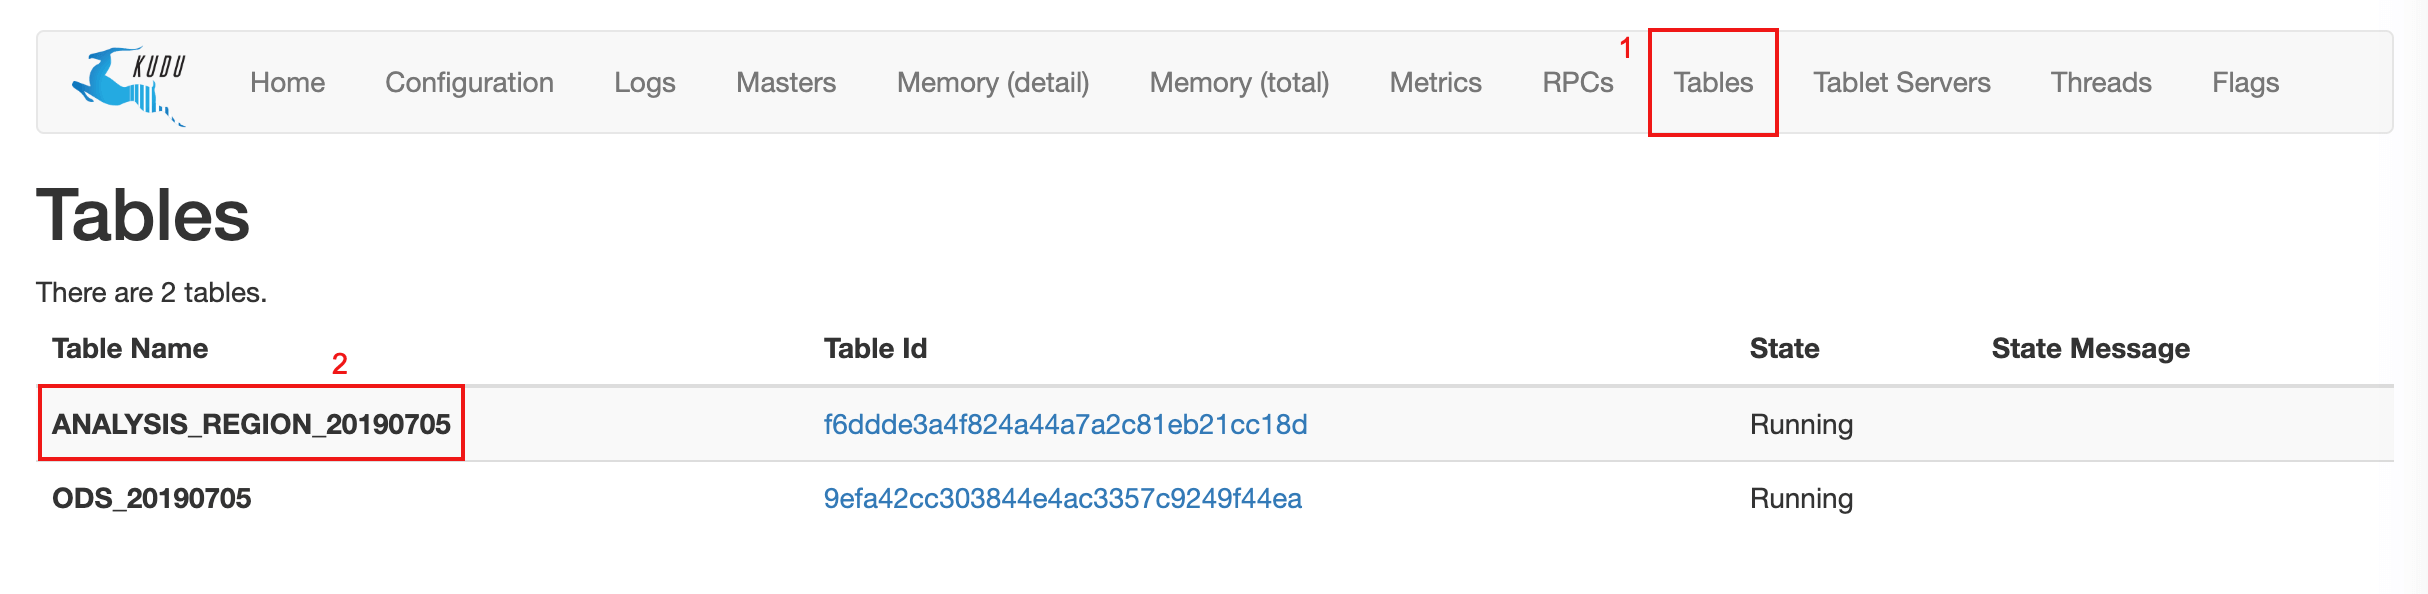 KUDU Home Configuration Logs Masters Memory (detail) Memory (total) Metrics RPCs 1 Tables Tablet Servers Threads Flags
Tables
There are 2 tables.
Table Name Table Id State State Message
2
ANALYSIS_REGION_20190705 f6ddde3a4f824a44a7a2c81eb21cc18d Running
ODS_20190705 9efa42cc303844e4ac3357c9249f44ea Running